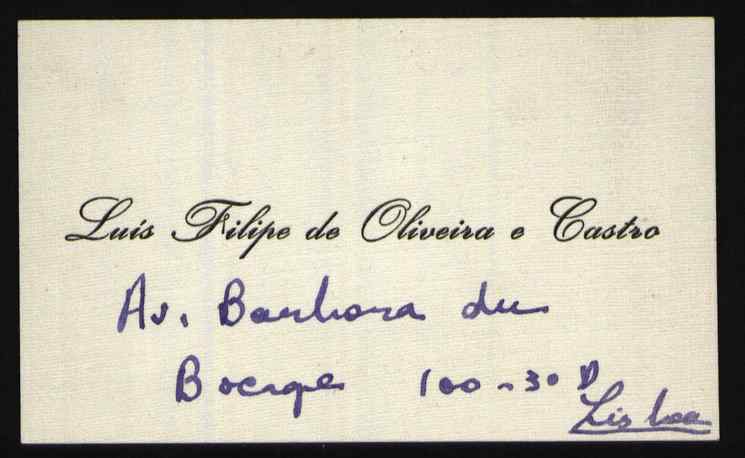 Luís Filipe de Oliveira e Castro
Av. Barbosa du
Bocage 100-3º D
Lisboa